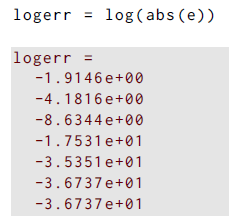 logerr = log(abs(e))
logerr =
-1.9146e+00
-4.1816e+00
-8.6344e+00
-1.7531e+01
-3.5351e+01
-3.6737e+01
-3.6737e+01